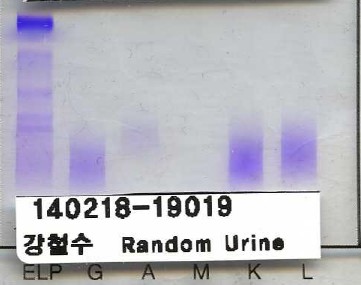 140218-19019
강철수 Random Urine
ELP G A M K L